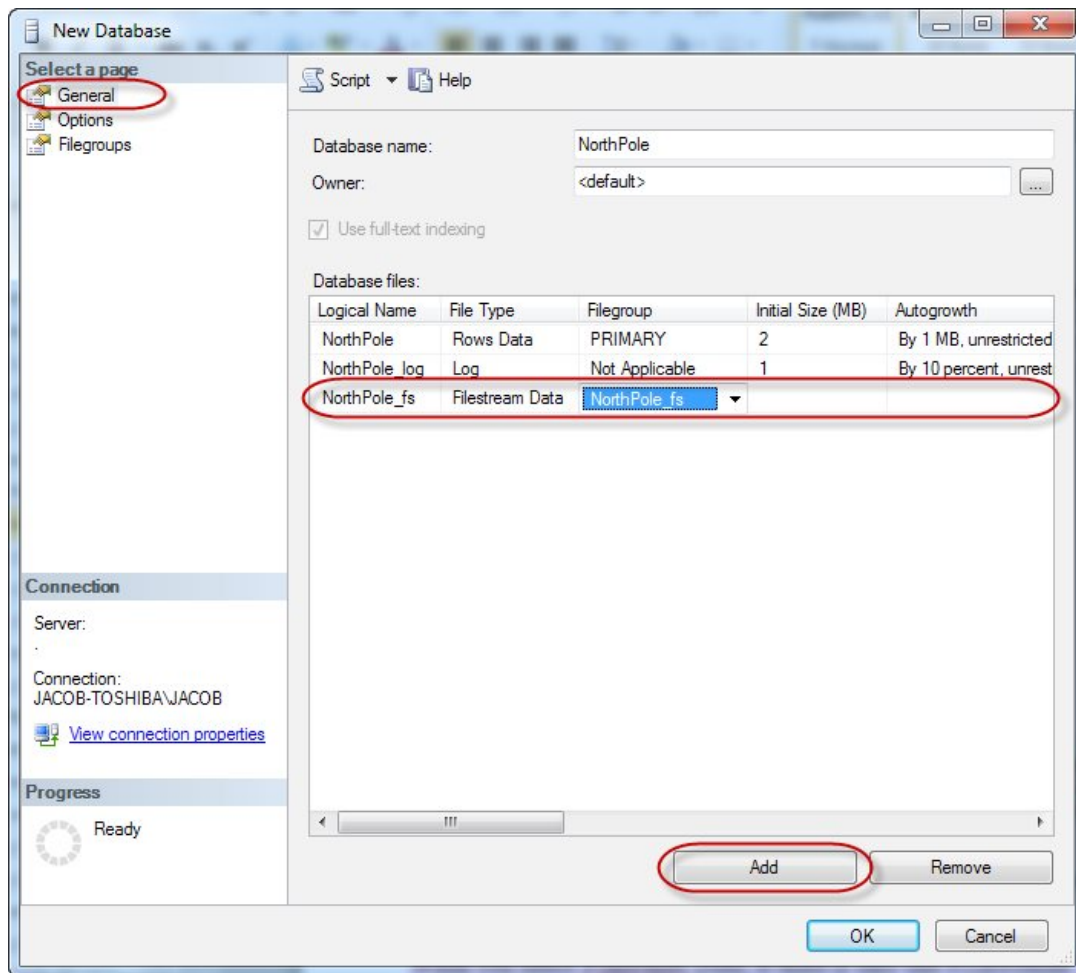 New Database
Select a page
General
Options
Filegroups
Script Help
Database name: NorthPole
Owner: <default> ...
Use full-text indexing
Database files:
Logical Name File Type Filegroup Initial Size (MB) Autogrowth
NorthPole Rows Data PRIMARY 2 By 1 MB, unrestricted
NorthPole_log Log Not Applicable 1 By 10 percent, unrest
NorthPole_fs Filestream Data NorthPole_fs
Connection
Server:
.
Connection:
JACOB-TOSHIBA\JACOB
View connection properties
Progress
Ready
Add Remove
OK Cancel